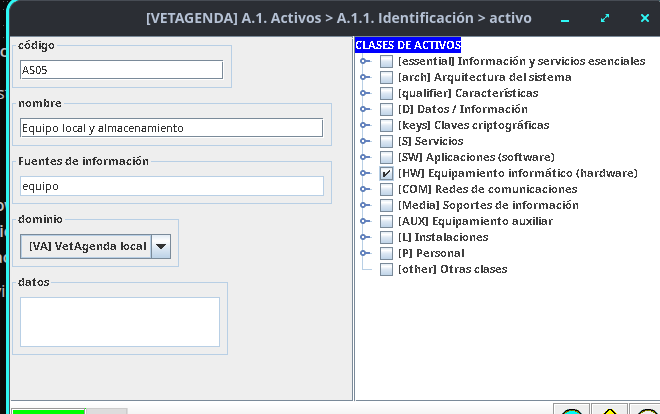 [VETAGENDA] A.1. Activos > A.1.1. Identificación > activo
código
AS05
nombre
Equipo local y almacenamiento
Fuentes de información
equipo
dominio
[VA] VetAgenda local
datos
CLASES DE ACTIVOS
[essential] Información y servicios esenciales
[arch] Arquitectura del sistema
[qualifier] Características
[D] Datos / Información
[keys] Claves criptográficas
[S] Servicios
[SW] Aplicaciones (software)
[HW] Equipamiento informático (hardware)
[COM] Redes de comunicaciones
[Media] Soportes de información
[AUX] Equipamiento auxiliar
[L] Instalaciones
[P] Personal
[other] Otras clases